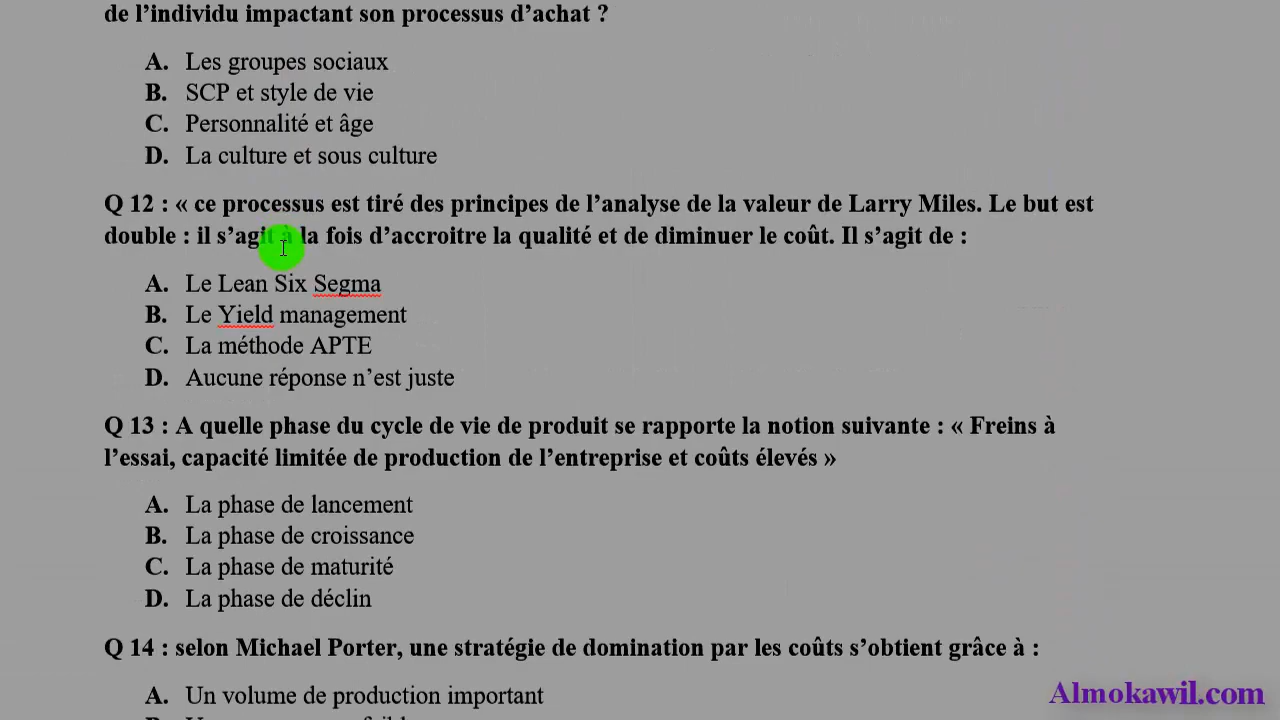 de l’individu impactant son processus d’achat ?
A. Les groupes sociaux
B. SCP et style de vie
C. Personnalité et âge
D. La culture et sous culture
Q 12 : « ce processus est tiré des principes de l’analyse de la valeur de Larry Miles. Le but est
double : il s’agit à la fois d’accroitre la qualité et de diminuer le coût. Il s’agit de :
A. Le Lean Six Segma
B. Le Yield management
C. La méthode APTE
D. Aucune réponse n’est juste
Q 13 : A quelle phase du cycle de vie de produit se rapporte la notion suivante : « Freins à
l’essai, capacité limitée de production de l’entreprise et coûts élevés »
A. La phase de lancement
B. La phase de croissance
C. La phase de maturité
D. La phase de déclin
Q 14 : selon Michael Porter, une stratégie de domination par les coûts s’obtient grâce à :
A. Un volume de production important
Almokawil.com